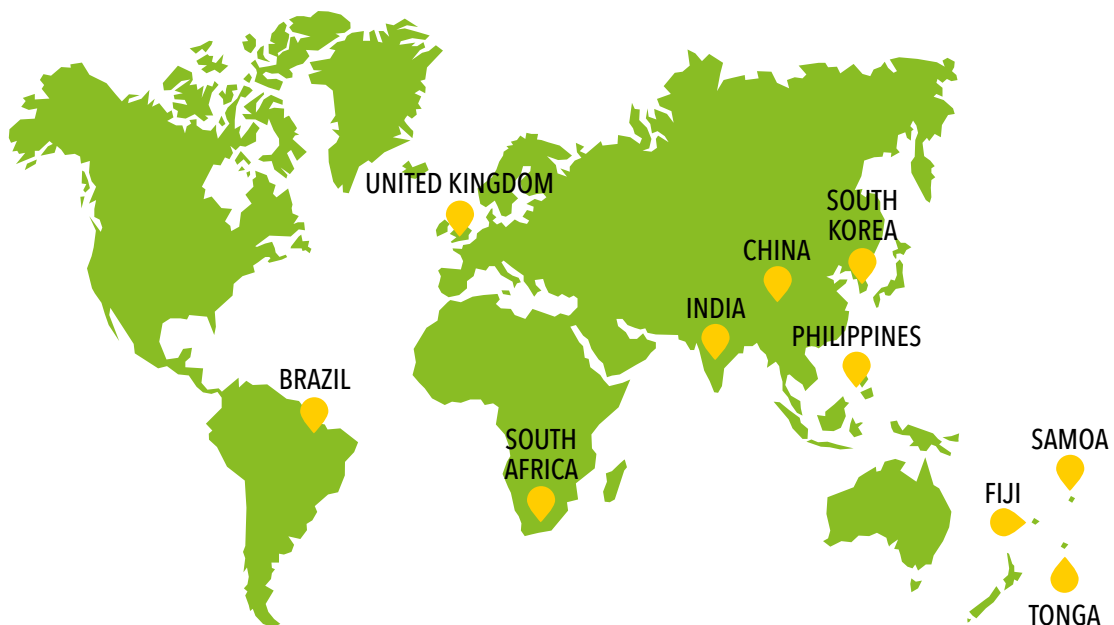 UNITED KINGDOM
SOUTH
KOREA
CHINA
INDIA
PHILIPPINES
BRAZIL
SOUTH
AFRICA
SAMOA
FIJI
TONGA